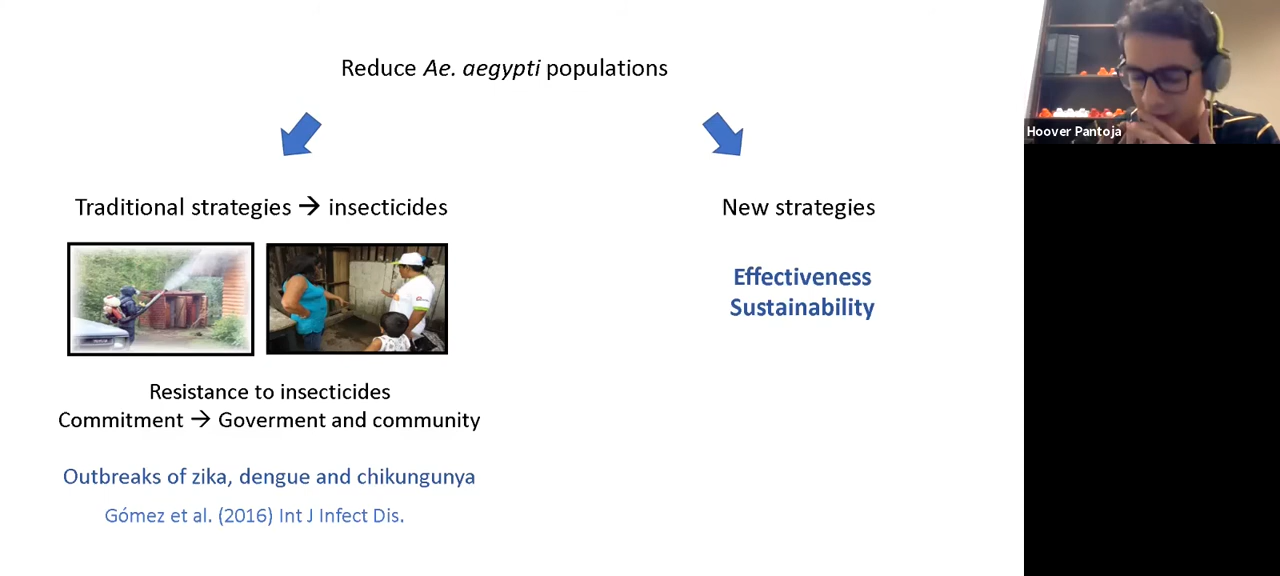 Reduce Ae. aegypti populations
Traditional strategies → insecticides
New strategies
Effectiveness
Sustainability
Resistance to insecticides
Commitment → Goverment and community
Outbreaks of zika, dengue and chikungunya
Gómez et al. (2016) Int J Infect Dis.
Hoover Pantoja